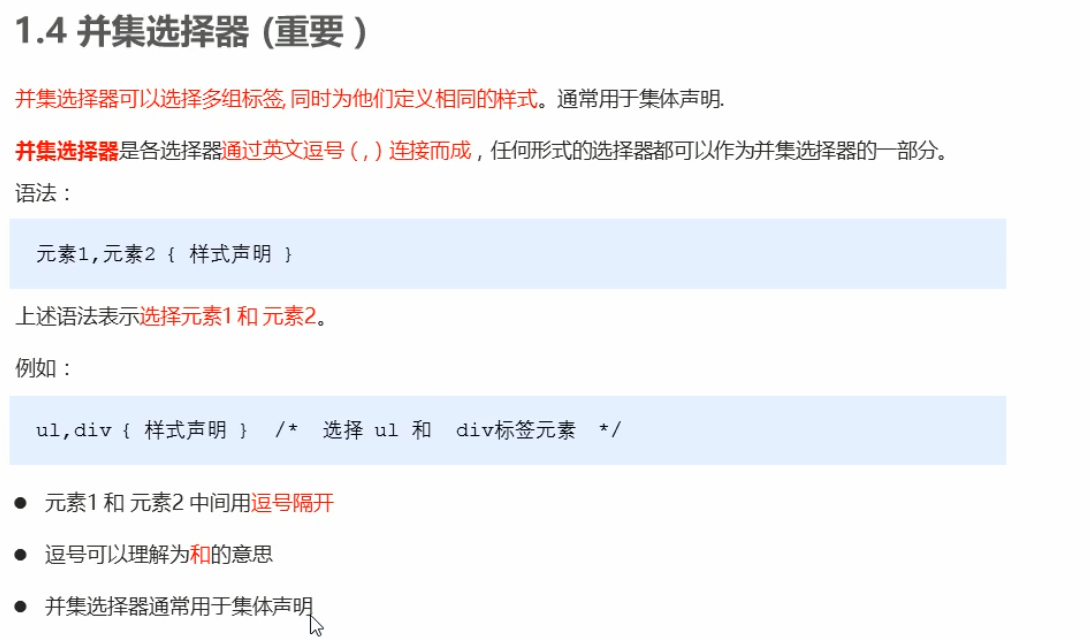 1.4 并集选择器 (重要 )
并集选择器可以选择多组标签, 同时为他们定义相同的样式。通常用于集体声明.
并集选择器是各选择器通过英文逗号 ( , ) 连接而成 , 任何形式的选择器都可以作为并集选择器的一部分。
语法 :
元素1,元素2 { 样式声明 }
上述语法表示选择元素1 和 元素2。
例如 :
ul,div { 样式声明 } /* 选择 ul 和 div标签元素 */
● 元素1 和 元素2 中间用逗号隔开
● 逗号可以理解为和的意思
● 并集选择器通常用于集体声明